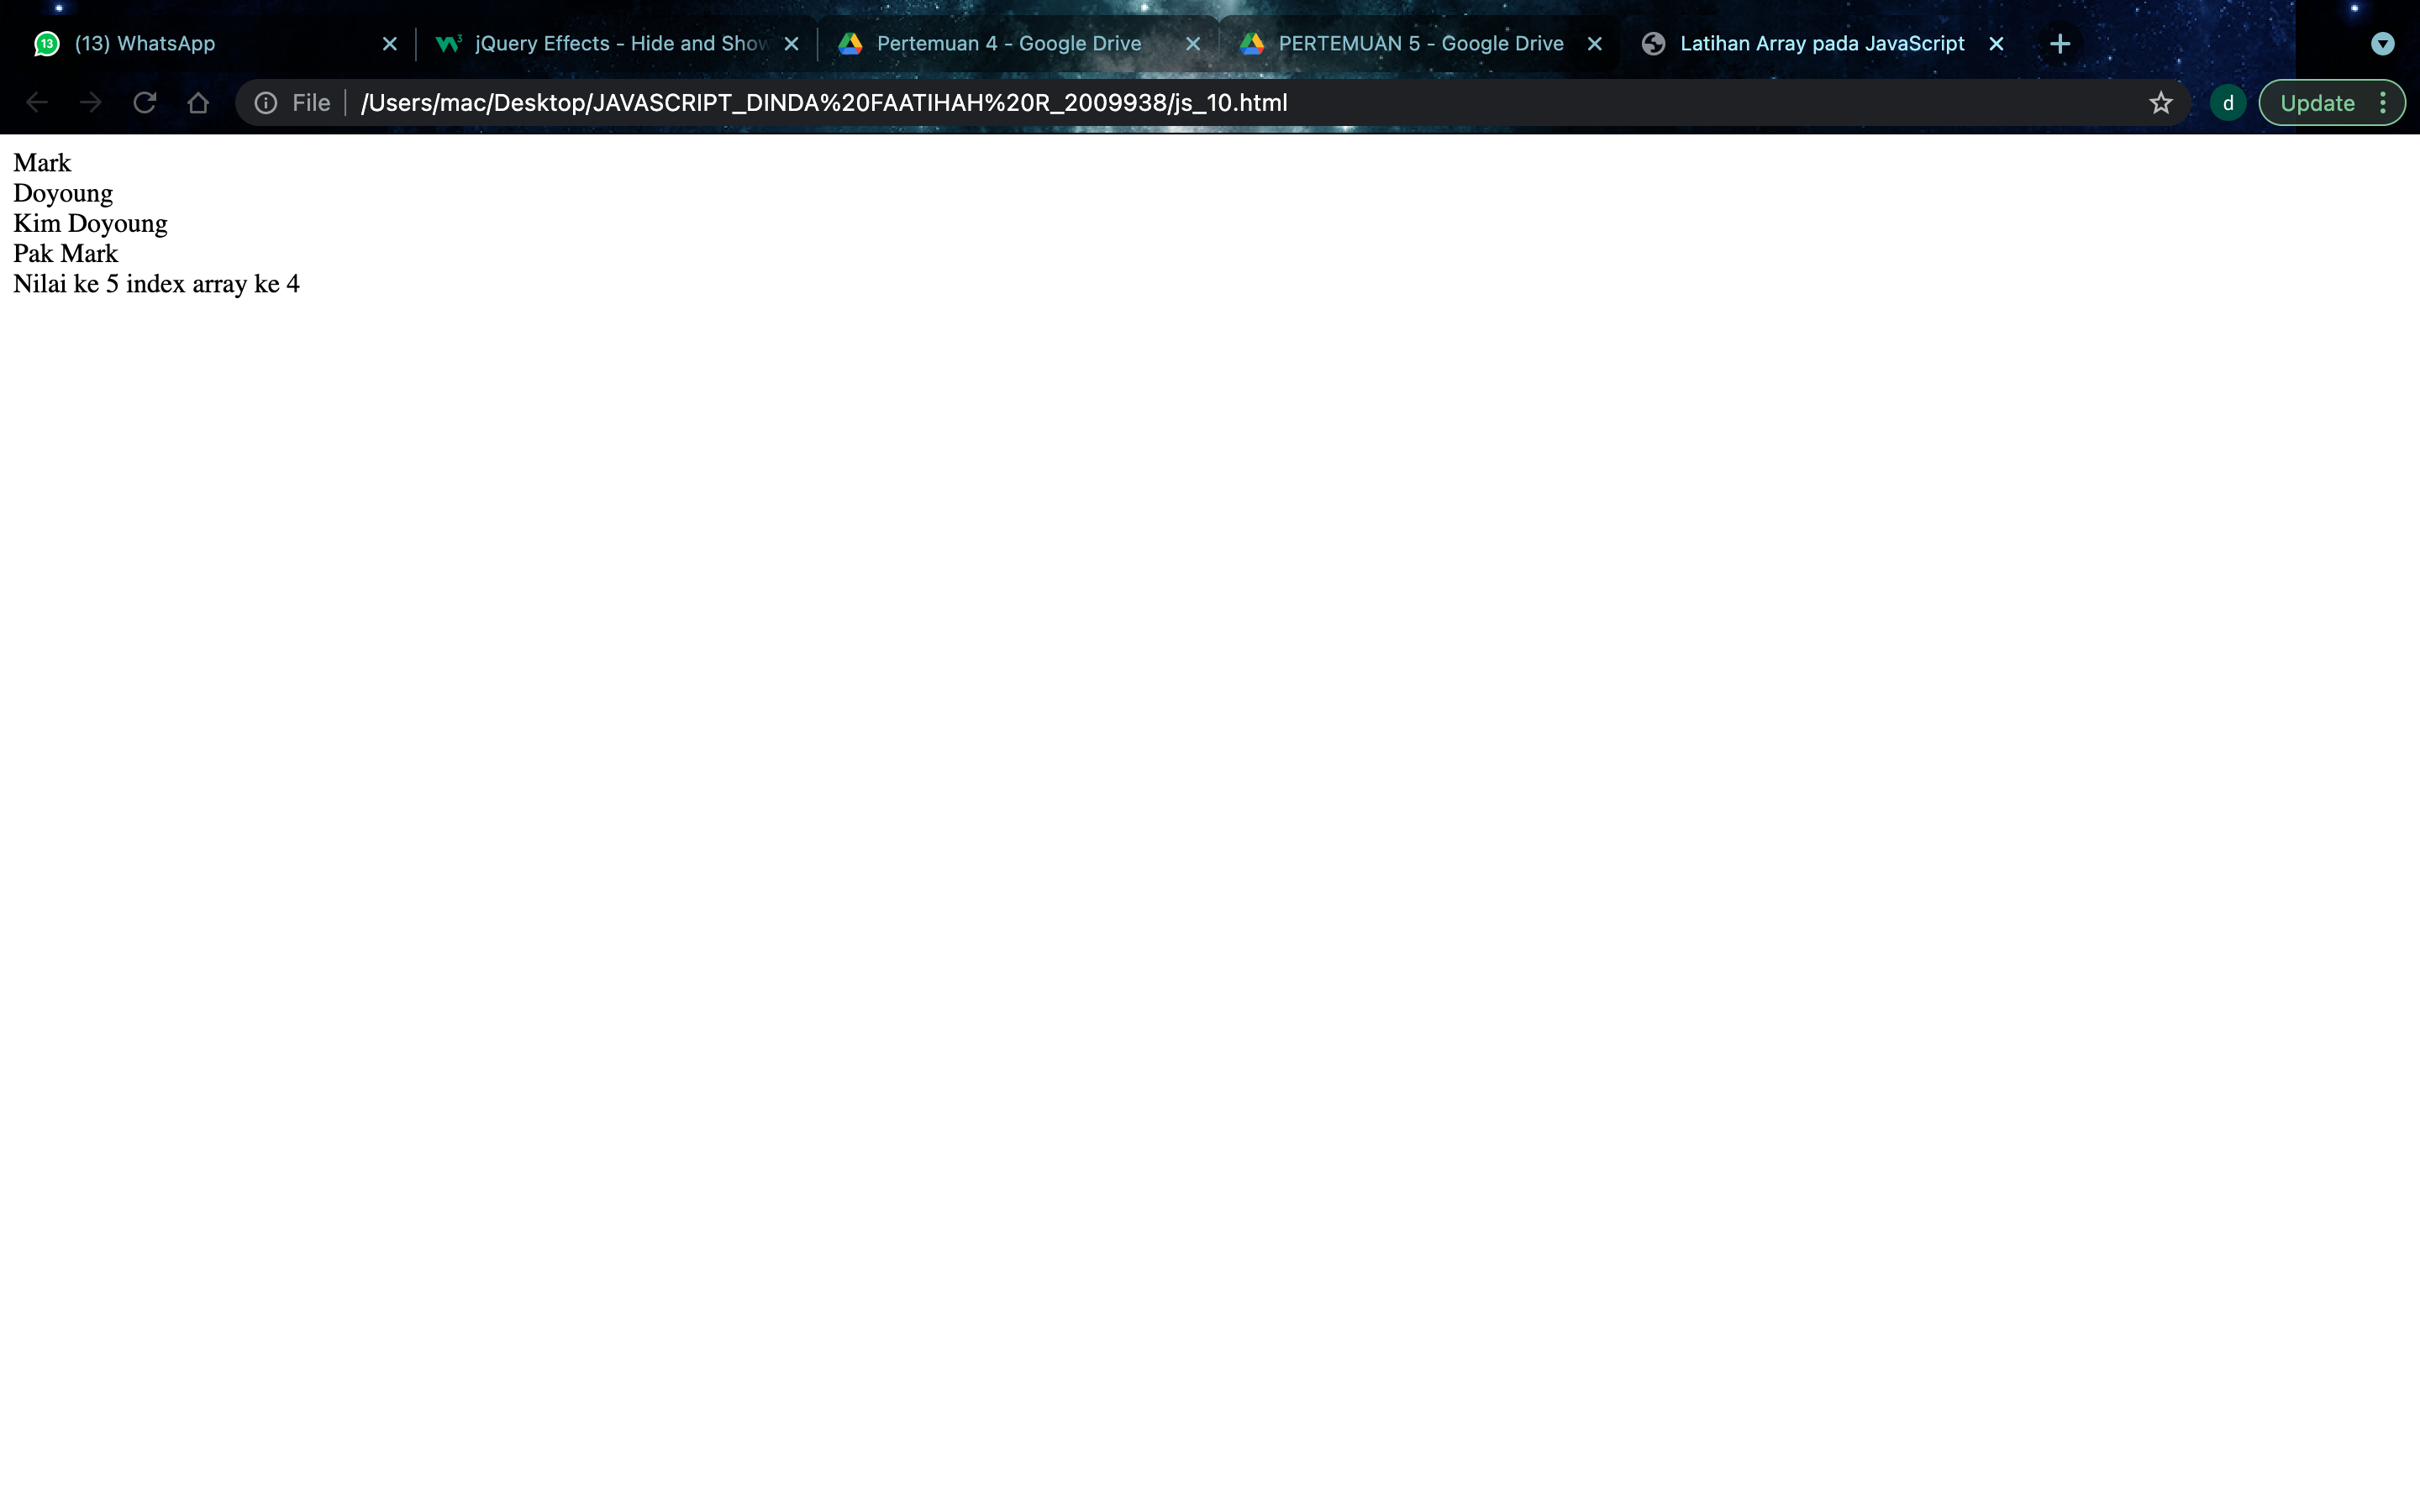 13 (13) WhatsApp
jQuery Effects - Hide and Show
Pertemuan 4 - Google Drive
PERTEMUAN 5 - Google Drive
Latihan Array pada JavaScript
File /Users/mac/Desktop/JAVASCRIPT_DINDA%20FAATIHAH%20R_2009938/js_10.html
d
Update
Mark
Doyoung
Kim Doyoung
Pak Mark
Nilai ke 5 index array ke 4